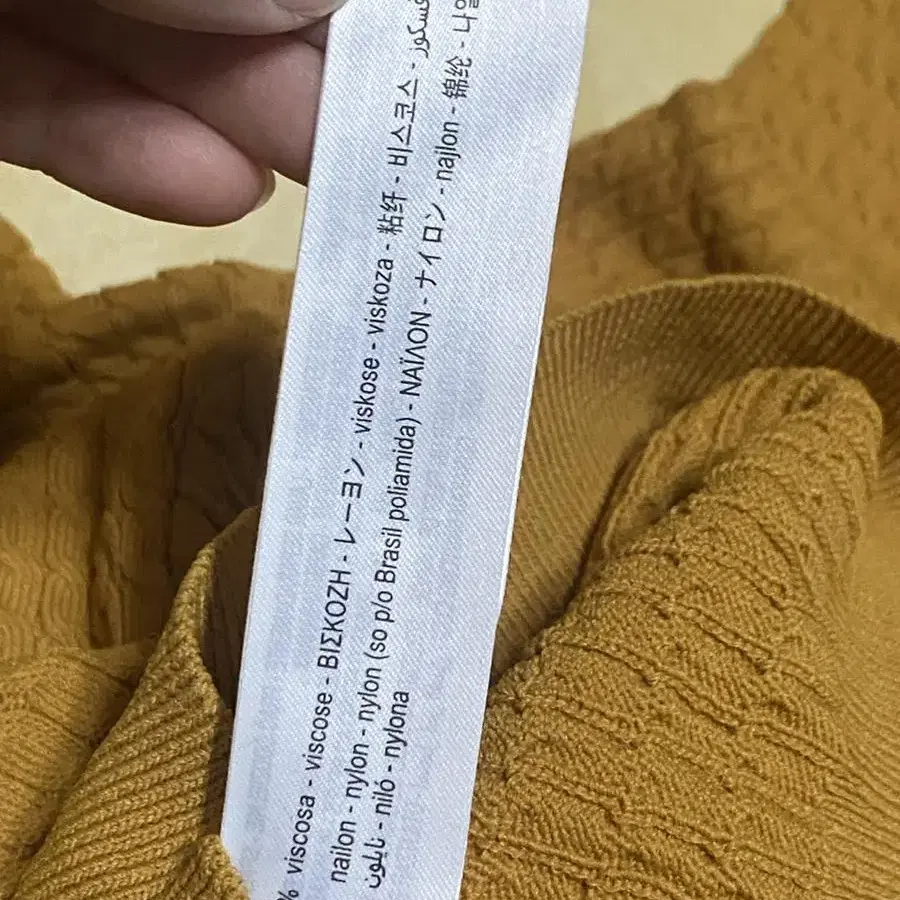 % viscosa - viscose - ΒΙΣΚΟΖΗ - レーヨン - viskose - viskoza - 粘纤 - 비스코스 - فسكوز
nailon - nylon - nylon (so p/o Brasil poliamida) - ΝΑΪΛΟΝ - ナイロン - najlon - 锦纶 -
نايلون - niló - nylona